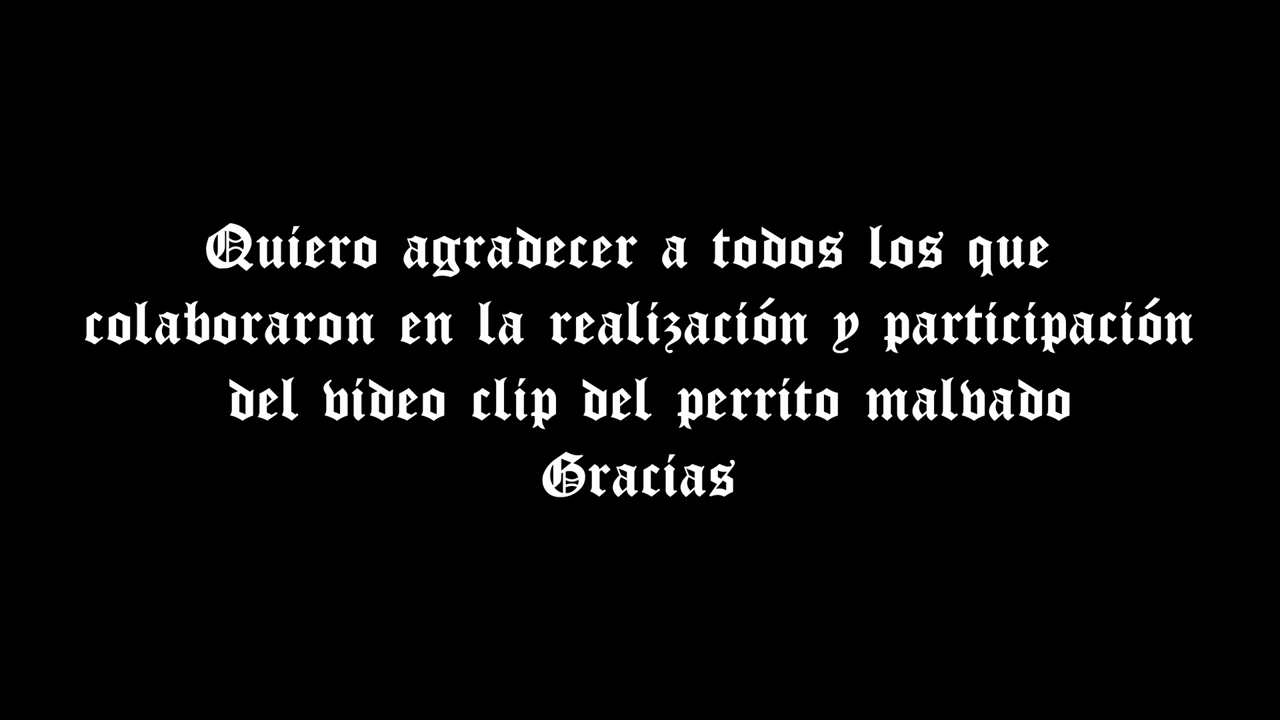 Quiero agradecer a todos los que
colaboraron en la realización y participación
del video clip del perrito malvado
Gracias